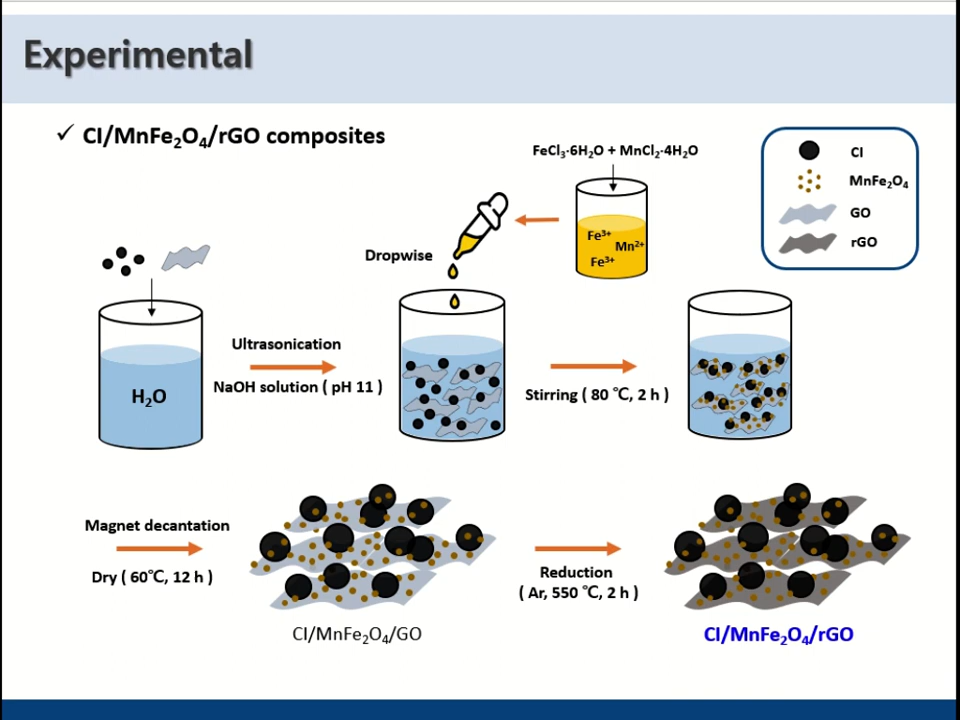 Experimental
✓ CI/MnFe₂O₄/rGO composites
FeCl₃·6H₂O + MnCl₂·4H₂O
CI
MnFe₂O₄
GO
rGO
Fe³⁺
Mn²⁺
Fe³⁺
Dropwise
H₂O
Ultrasonication
NaOH solution ( pH 11 )
Stirring ( 80 ℃, 2 h )
Magnet decantation
Dry ( 60℃, 12 h )
CI/MnFe₂O₄/GO
Reduction
( Ar, 550 ℃, 2 h )
CI/MnFe₂O₄/rGO